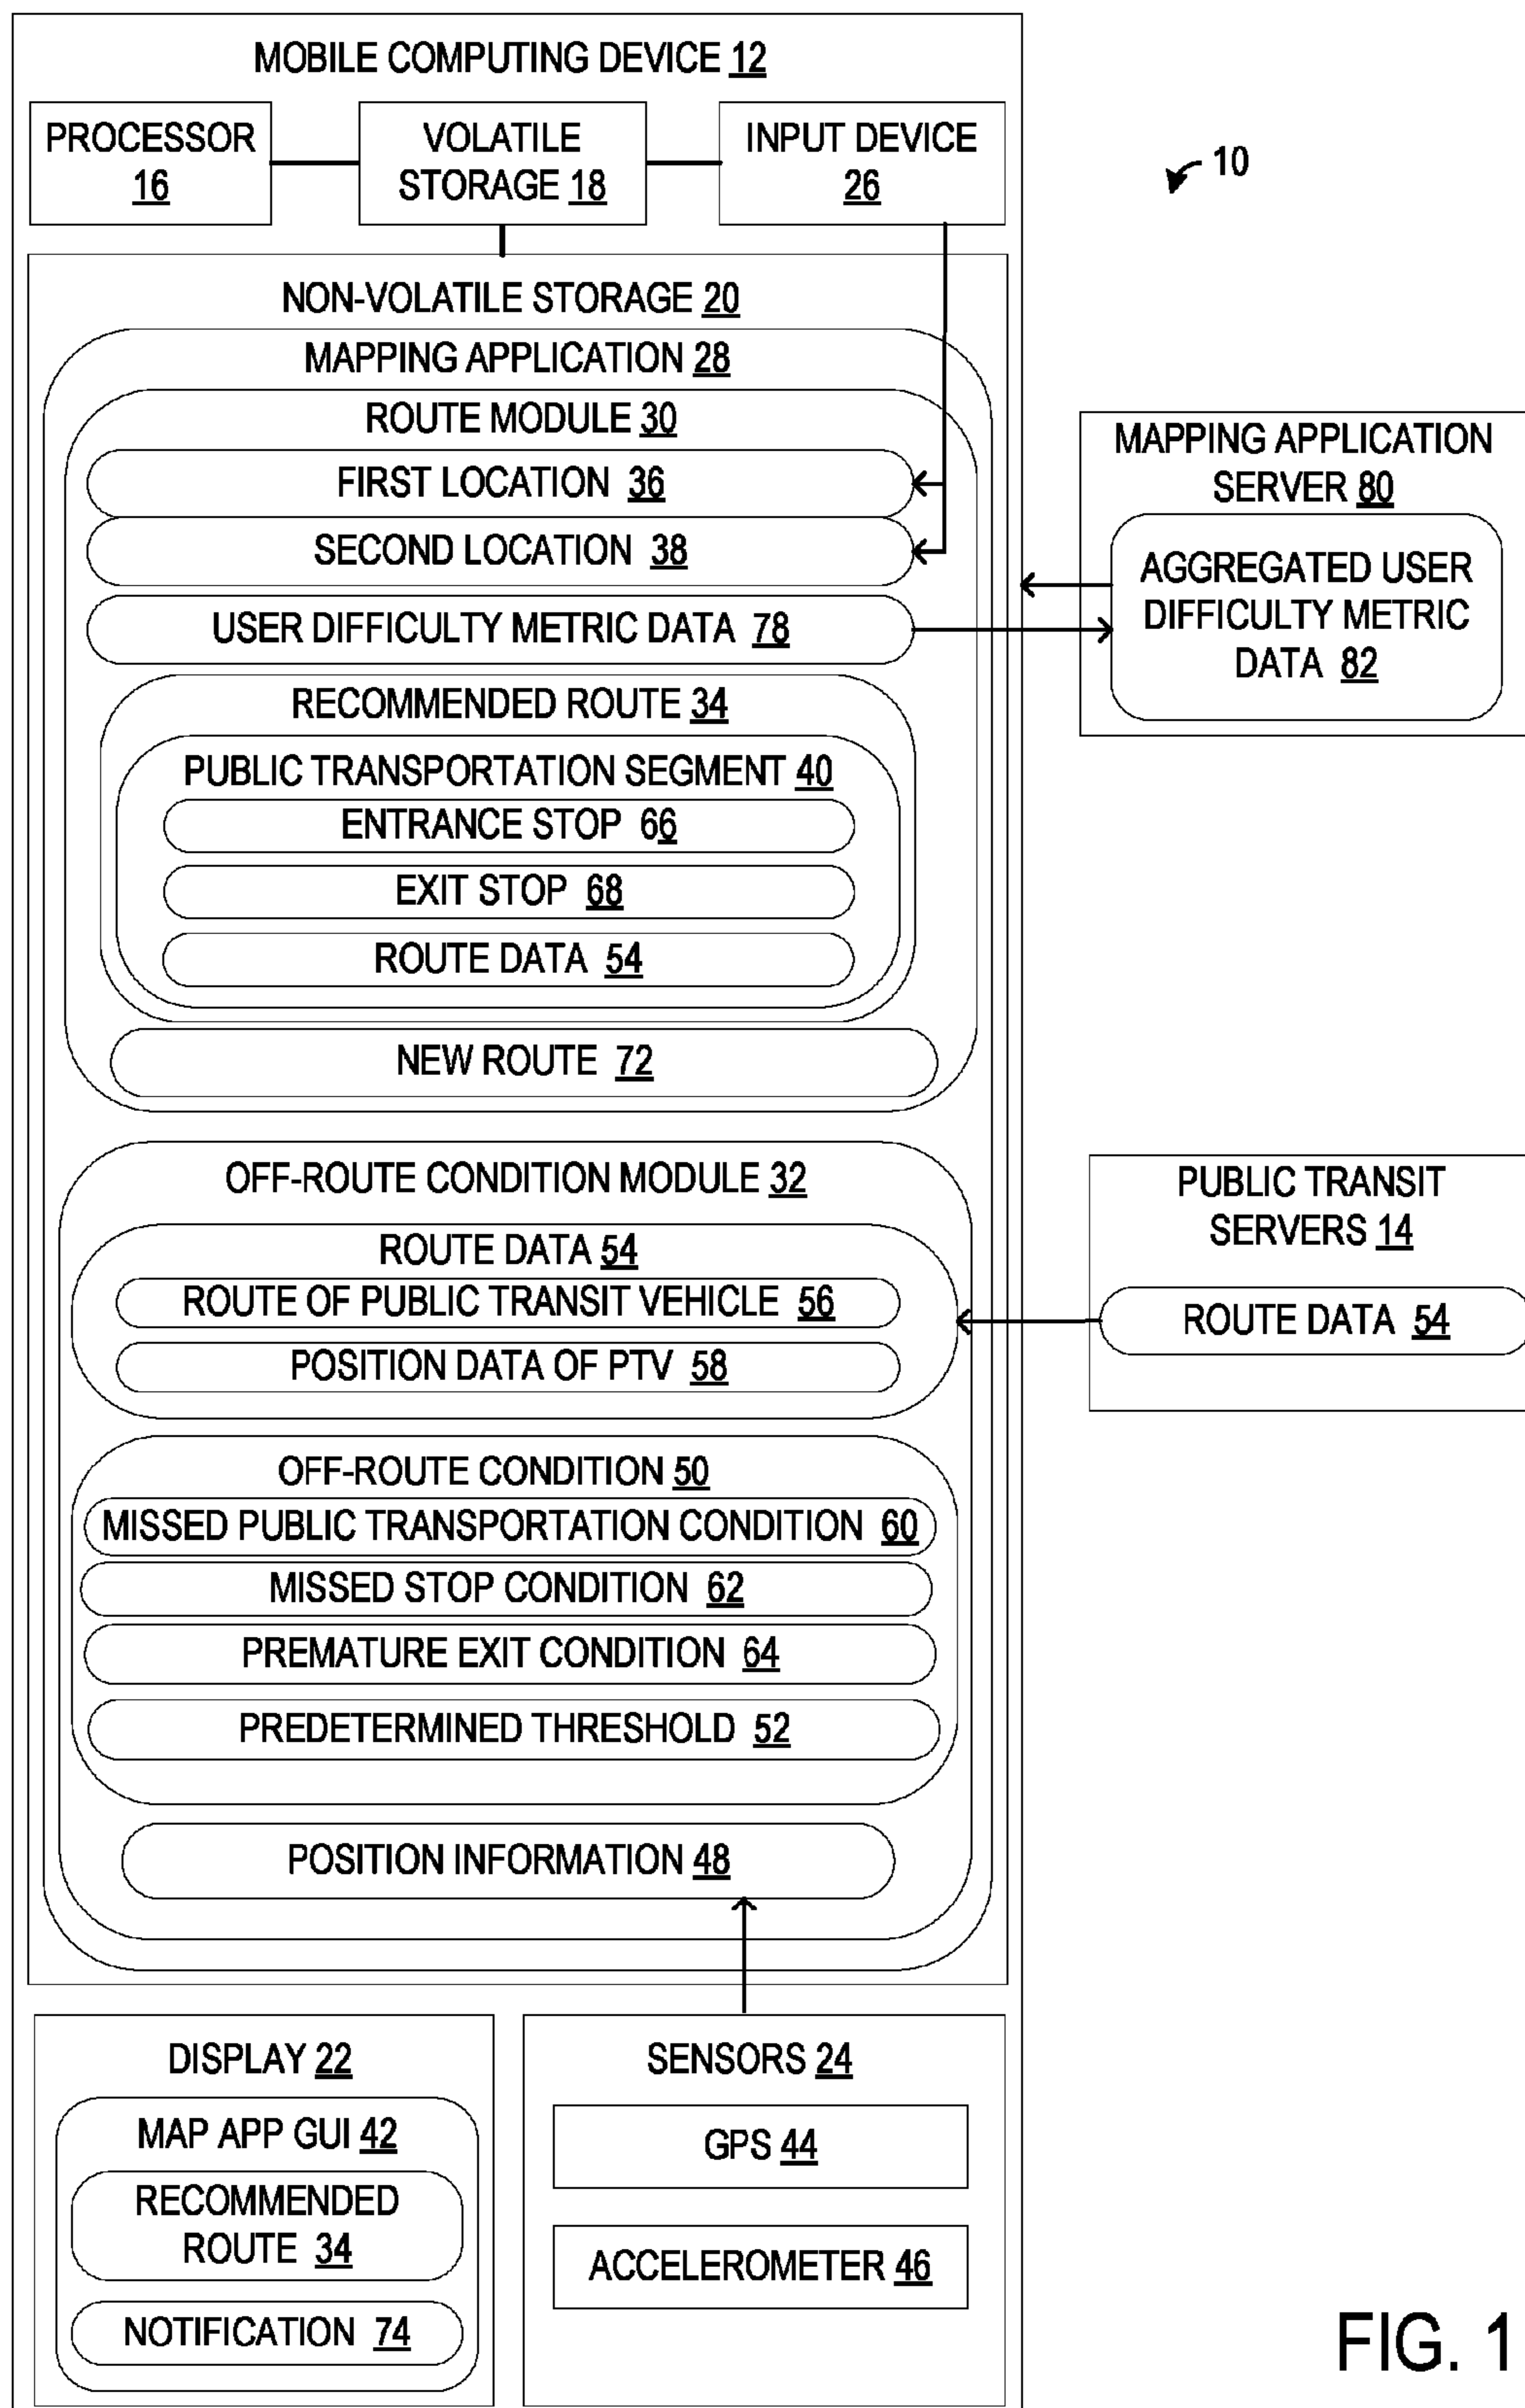 MOBILE COMPUTING DEVICE 12
PROCESSOR
16
VOLATILE
STORAGE 18
INPUT DEVICE
26
10
NON-VOLATILE STORAGE 20
MAPPING APPLICATION 28
ROUTE MODULE 30
FIRST LOCATION 36
SECOND LOCATION 38
USER DIFFICULTY METRIC DATA 78
RECOMMENDED ROUTE 34
PUBLIC TRANSPORTATION SEGMENT 40
ENTRANCE STOP 66
EXIT STOP 68
ROUTE DATA 54
NEW ROUTE 72
MAPPING APPLICATION
SERVER 80
AGGREGATED USER
DIFFICULTY METRIC
DATA 82
OFF-ROUTE CONDITION MODULE 32
ROUTE DATA 54
ROUTE OF PUBLIC TRANSIT VEHICLE 56
POSITION DATA OF PTV 58
PUBLIC TRANSIT
SERVERS 14
ROUTE DATA 54
OFF-ROUTE CONDITION 50
MISSED PUBLIC TRANSPORTATION CONDITION 60
MISSED STOP CONDITION 62
PREMATURE EXIT CONDITION 64
PREDETERMINED THRESHOLD 52
POSITION INFORMATION 48
DISPLAY 22
MAP APP GUI 42
RECOMMENDED
ROUTE 34
NOTIFICATION 74
SENSORS 24
GPS 44
ACCELEROMETER 46
FIG. 1